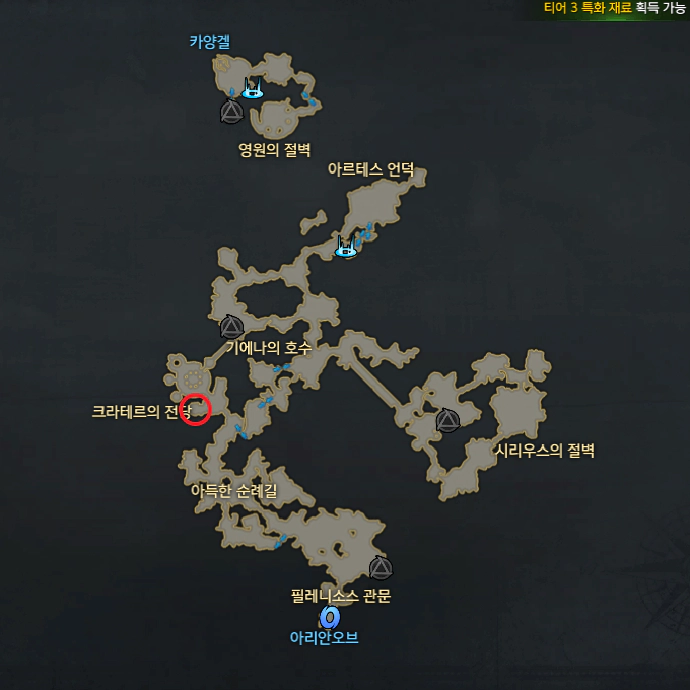 티어 3 특화 재료 획득 가능
카양겔
영원의 절벽
아르테스 언덕
기에나의 호수
크라테르의 전당
시리우스의 절벽
아득한 순례길
필레니소스 관문
아리안오브